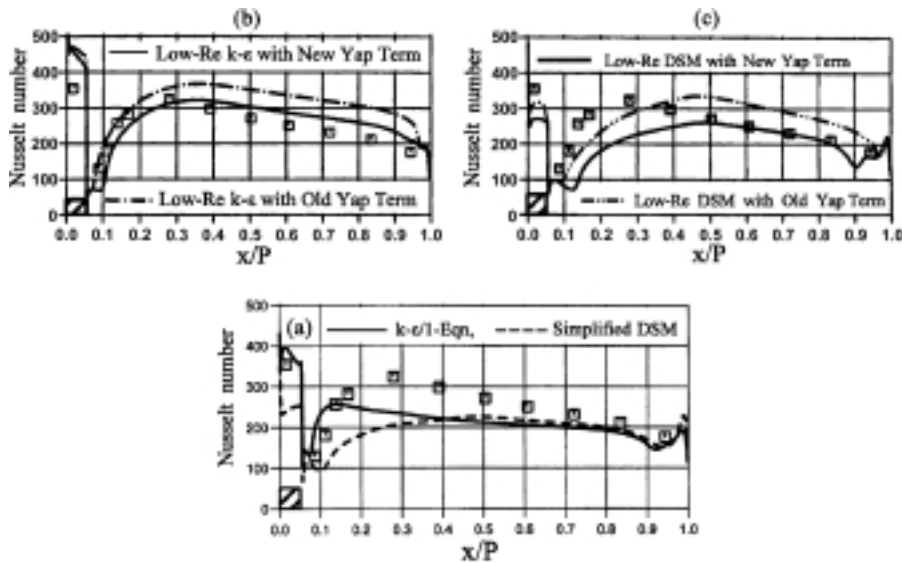 (b)
Low-Re k-ε with New Yap Term
Nusselt number
500
400
300
200
100
0
Low-Re k-ε with Old Yap Term
0.0 0.1 0.2 0.3 0.4 0.5 0.6 0.7 0.8 0.9 1.0
x/P
(c)
Low-Re DSM with New Yap Term
Nusselt number
500
400
300
200
100
0
Low-Re DSM with Old Yap Term
0.0 0.1 0.2 0.3 0.4 0.5 0.6 0.7 0.8 0.9 1.0
x/P
(a)
k-ε/1-Eqn,
Simplified DSM
Nusselt number
500
400
300
200
100
0
0.0 0.1 0.2 0.3 0.4 0.5 0.6 0.7 0.8 0.9 1.0
x/P